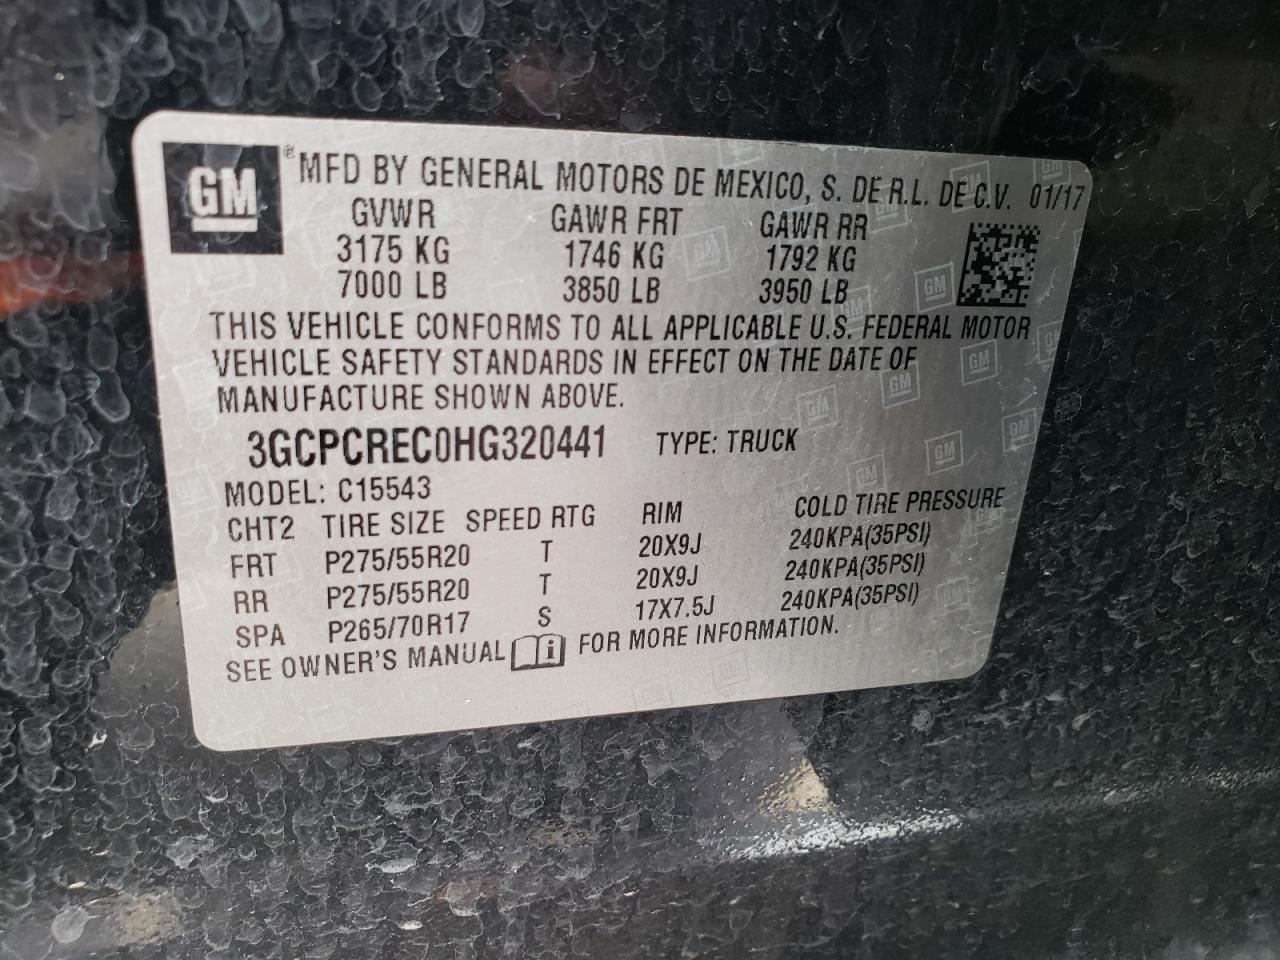 GM ® MFD BY GENERAL MOTORS DE MEXICO, S. DE R.L. DE C.V. 01/17
GVWR GAWR FRT GAWR RR
3175 KG 1746 KG 1792 KG
7000 LB 3850 LB 3950 LB
THIS VEHICLE CONFORMS TO ALL APPLICABLE U.S. FEDERAL MOTOR
VEHICLE SAFETY STANDARDS IN EFFECT ON THE DATE OF
MANUFACTURE SHOWN ABOVE.
3GCPCREC0HG320441 TYPE: TRUCK
MODEL: C15543
CHT2 TIRE SIZE SPEED RTG RIM COLD TIRE PRESSURE
FRT P275/55R20 T 20X9J 240KPA(35PSI)
RR P275/55R20 T 20X9J 240KPA(35PSI)
SPA P265/70R17 S 17X7.5J 240KPA(35PSI)
SEE OWNER'S MANUAL i FOR MORE INFORMATION.